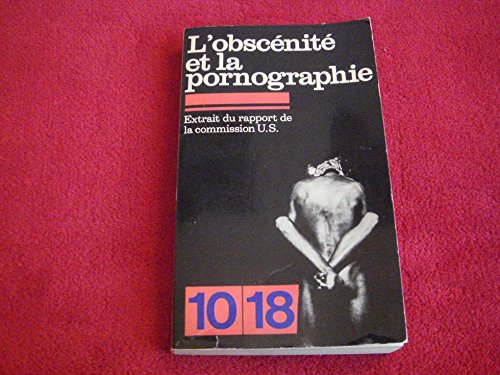 L'obscénité
et la
pornographie
Extrait du rapport de
la commission U.S.
10 18